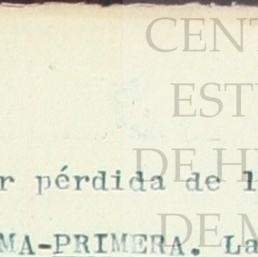 CENT
EST
r pérdida de l
DE H
MA-PRIMERA. La
DE M